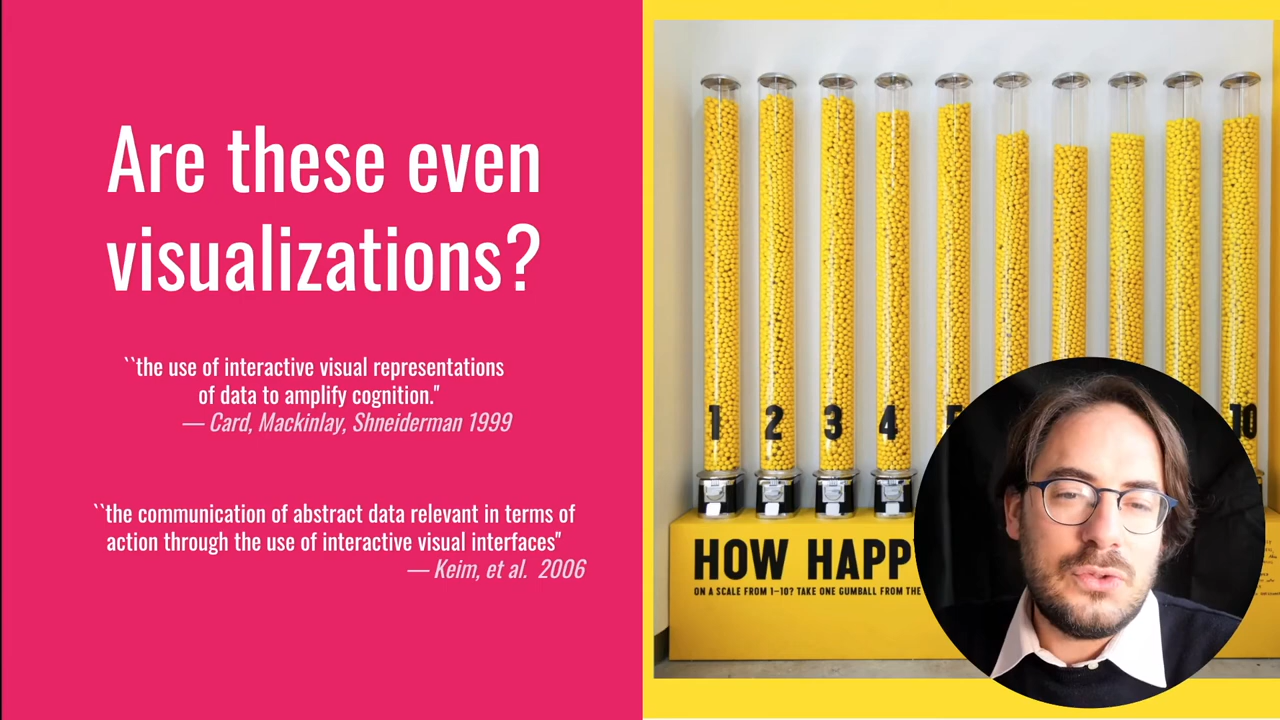 Are these even
visualizations?
``the use of interactive visual representations
of data to amplify cognition."
— Card, Mackinlay, Shneiderman 1999
``the communication of abstract data relevant in terms of
action through the use of interactive visual interfaces"
— Keim, et al. 2006
1 2 3 4 5 10
HOW HAPPY
ON A SCALE FROM 1–10? TAKE ONE GUMBALL FROM THE